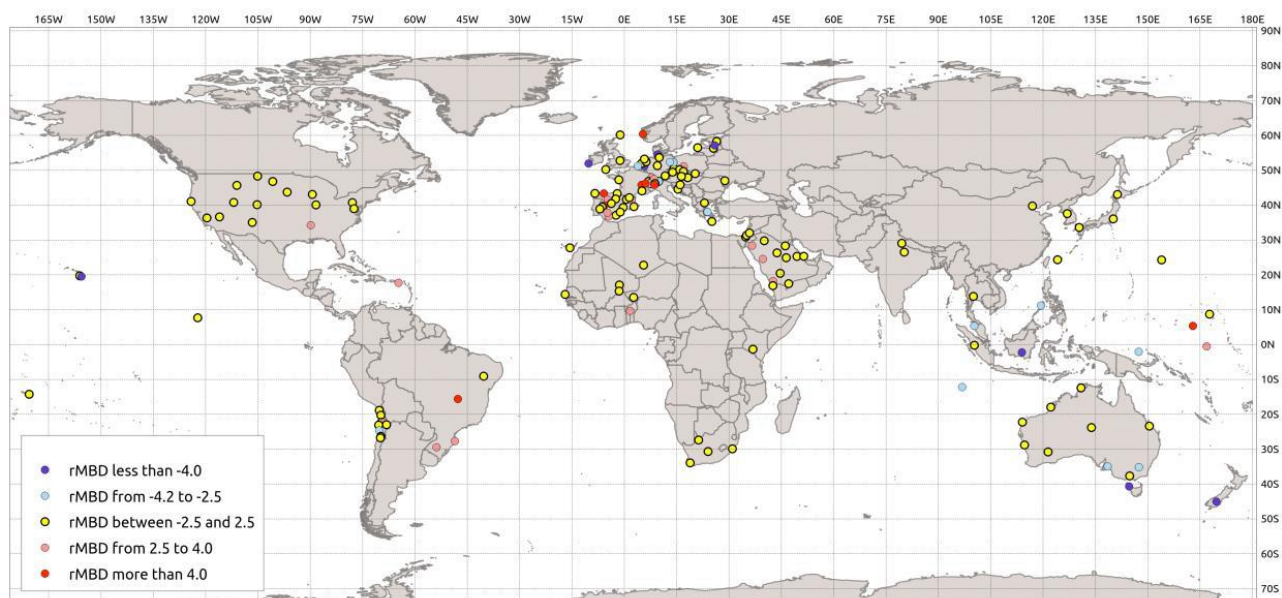 165W 150W 135W 120W 105W 90W 75W 60W 45W 30W 15W 0E 15E 30E 45E 60E 75E 90E 105E 120E 135E 150E 165E 180E
90N
80N
70N
60N
50N
40N
30N
20N
10N
0N
10S
20S
30S
40S
50S
60S
70S
rMBD less than -4.0
rMBD from -4.2 to -2.5
rMBD between -2.5 and 2.5
rMBD from 2.5 to 4.0
rMBD more than 4.0